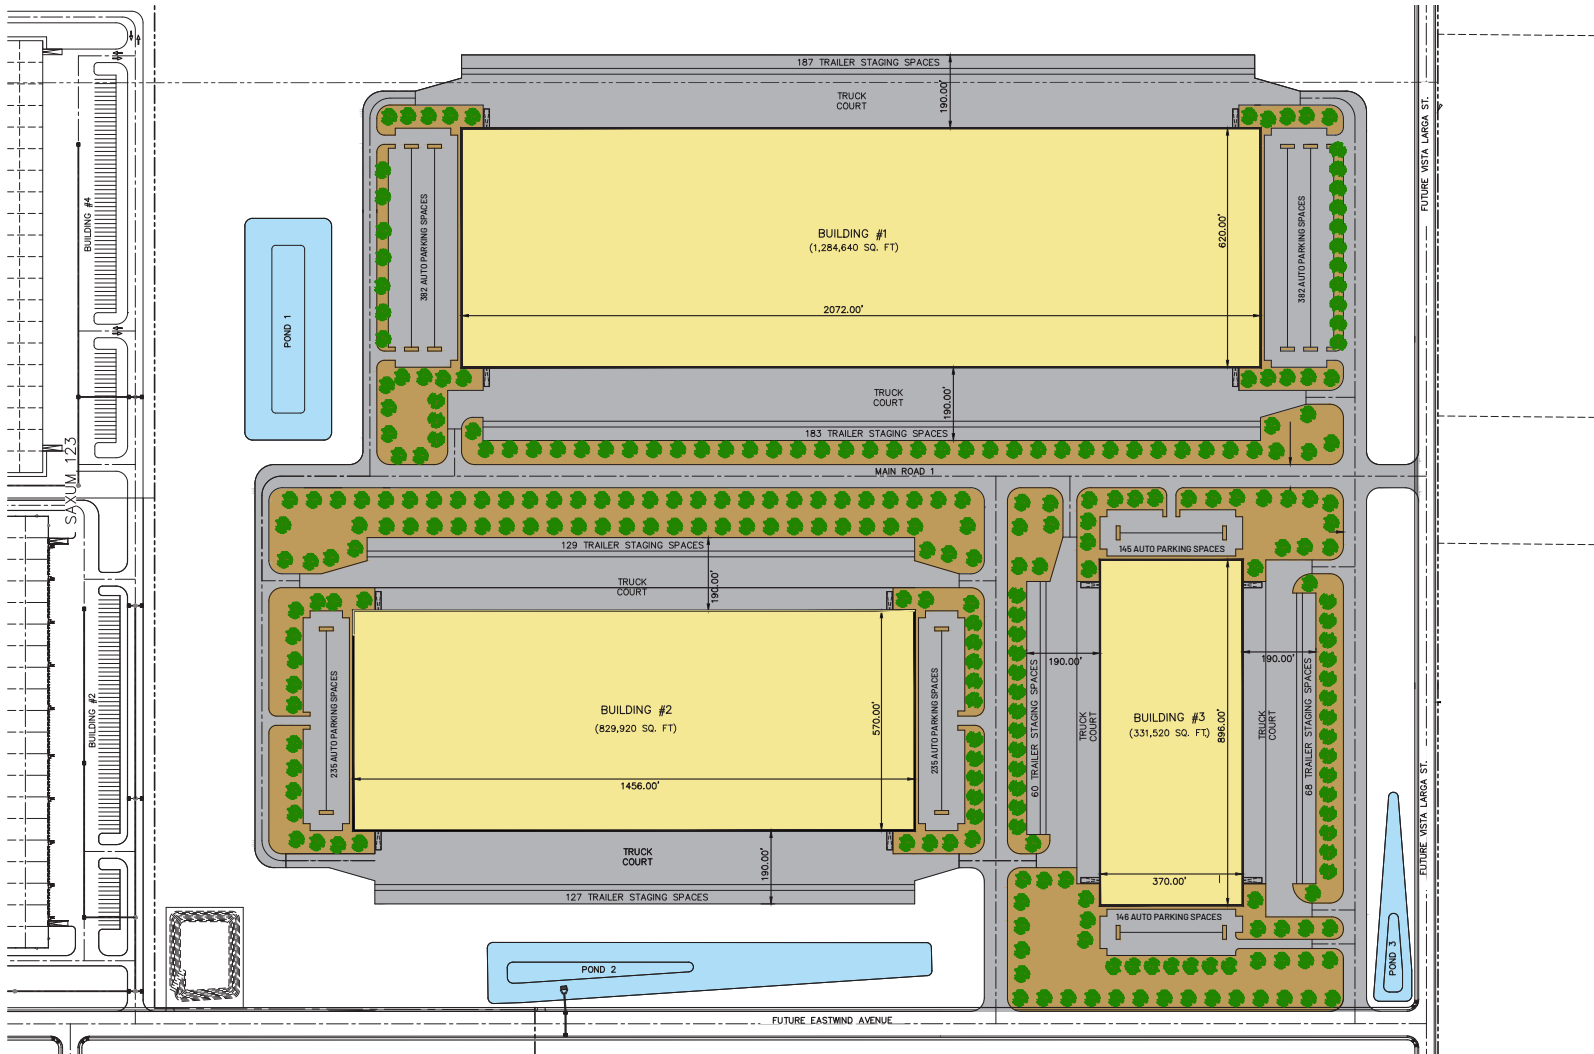 187 TRAILER STAGING SPACES
TRUCK
COURT
190.00'
FUTURE VISTA LARGA ST.
BUILDING #4
382 AUTO PARKING SPACES
BUILDING #1
(1,284,640 SQ. FT)
620.00'
382 AUTO PARKING SPACES
2072.00'
POND 1
TRUCK
COURT
190.00'
183 TRAILER STAGING SPACES
MAIN ROAD 1
SAXUM 123
129 TRAILER STAGING SPACES
145 AUTO PARKING SPACES
TRUCK
COURT
190.00'
190.00'
190.00'
BUILDING #2
235 AUTO PARKING SPACES
BUILDING #2
(829,920 SQ. FT)
570.00'
235 AUTO PARKING SPACES
60 TRAILER STAGING SPACES
TRUCK
COURT
BUILDING #3
(331,520 SQ. FT)
896.00'
TRUCK
COURT
68 TRAILER STAGING SPACES
1456.00'
FUTURE VISTA LARGA ST.
TRUCK
COURT
190.00'
370.00'
127 TRAILER STAGING SPACES
146 AUTO PARKING SPACES
POND 2
POND 3
FUTURE EASTWIND AVENUE